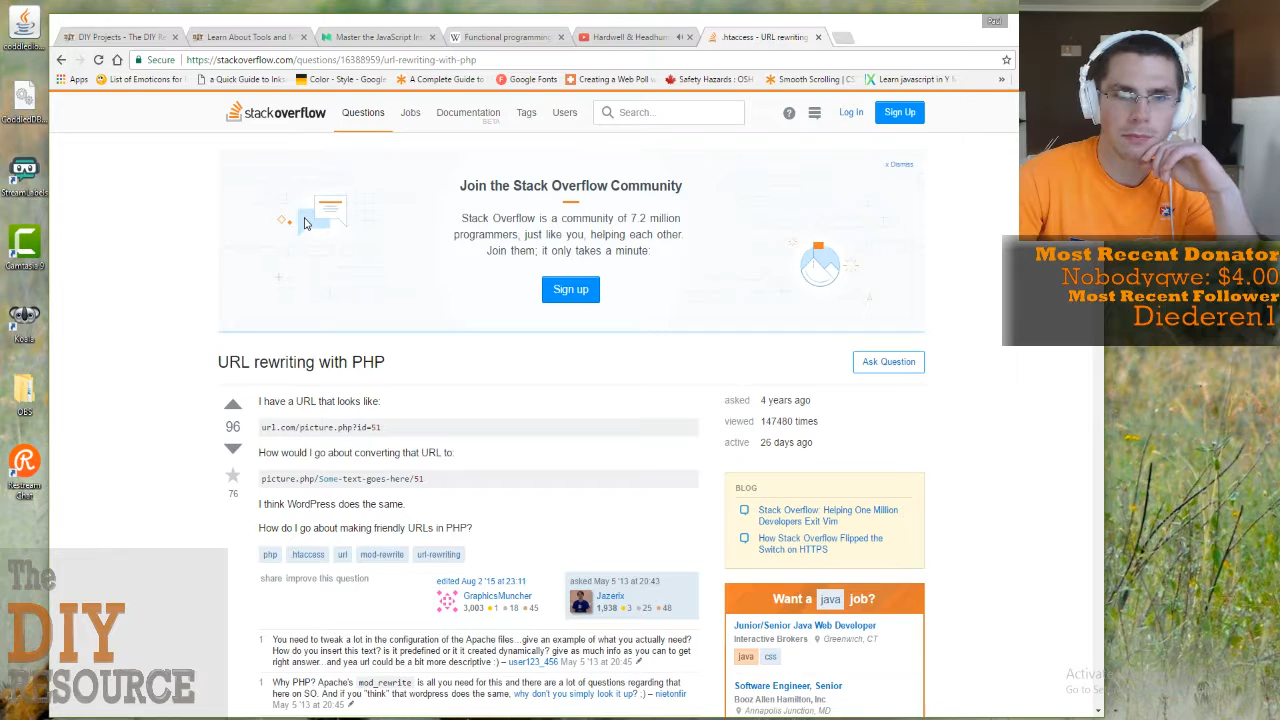 Paul
DIY Projects - The DIY Re
Learn About Tools and M
Master the JavaScript In
Functional programming
Hardwell & Headhun
.htaccess - URL rewriting
Secure
https://stackoverflow.com/questions/16388959/url-rewriting-with-php
Apps
List of Emoticons for
a Quick Guide to Inks
Color - Style - Google
A Complete Guide to
Google Fonts
Creating a Web Poll w
Safety Hazards : OSH
Smooth Scrolling | CS
Learn javascript in Y M
stackoverflow
Questions
Jobs
Documentation
BETA
Tags
Users
Search...
?
Log In
Sign Up
x Dismiss
Join the Stack Overflow Community
Stack Overflow is a community of 7.2 million
programmers, just like you, helping each other.
Join them; it only takes a minute:
Sign up
URL rewriting with PHP
Ask Question
96
76
I have a URL that looks like:
url.com/picture.php?id=51
How would I go about converting that URL to:
picture.php/Some-text-goes-here/51
I think WordPress does the same.
How do I go about making friendly URLs in PHP?
php .htaccess url mod-rewrite url-rewriting
share improve this question
edited Aug 2 '15 at 23:11
GraphicsMuncher
3,003 1 18 45
asked May 5 '13 at 20:43
Jazerix
1,938 3 25 48
1 You need to tweak a lot in the configuration of the Apache files...give an example of what you actually need?
How do you insert this text? is it predefined or it it created dynamically? give as much info as you can to get
right answer...and yea url could be a bit more descriptive :) – user123_456 May 5 '13 at 20:45
1 Why PHP? Apache's mod_rewrite is all you need for this and there are a lot of questions regarding that
here on SO. And if you "think" that wordpress does the same, why don't you simply look it up? ;) – nietonfir
May 5 '13 at 20:45
asked 4 years ago
viewed 147480 times
active 26 days ago
BLOG
Stack Overflow: Helping One Million
Developers Exit Vim
How Stack Overflow Flipped the
Switch on HTTPS
Want a java job?
Junior/Senior Java Web Developer
Interactive Brokers Greenwich, CT
java css
Software Engineer, Senior
Booz Allen Hamilton, Inc
Annapolis Junction, MD
StreamLabels
Camtasia 9
OBS
Restream
Chat
Most Recent Donator
Nobodyqwe: $4.00
Most Recent Follower
Diederen1
The
DIY
RESOURCE
Activa
Go to Se